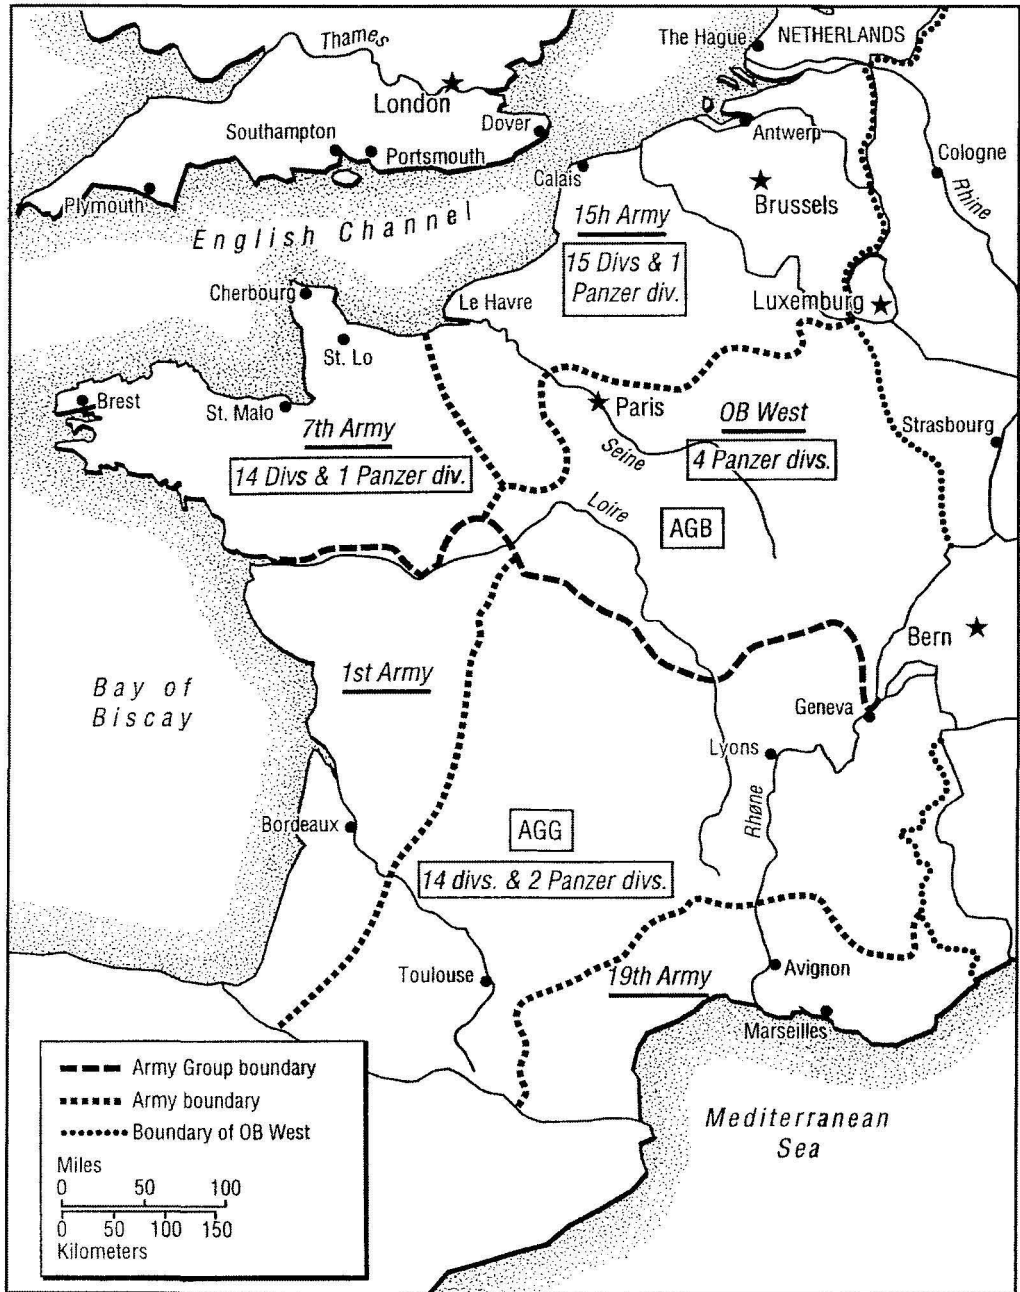 Thames
The Hague
NETHERLANDS
London
Dover
Southampton
Portsmouth
Plymouth
Antwerp
Cologne
Rhine
Calais
Brussels
English Channel
15h Army
15 Divs & 1
Panzer div.
Cherbourg
Le Havre
Luxemburg
St. Lo
Brest
St. Malo
Paris
OB West
4 Panzer divs.
Strasbourg
7th Army
14 Divs & 1 Panzer div.
Seine
Loire
AGB
Bern
1st Army
Bay of
Biscay
Geneva
Lyons
Rhøne
Bordeaux
AGG
14 divs. & 2 Panzer divs.
Toulouse
19th Army
Avignon
Marseilles
Mediterranean
Sea
Army Group boundary
Army boundary
Boundary of OB West
Miles
0 50 100
0 50 100 150
Kilometers